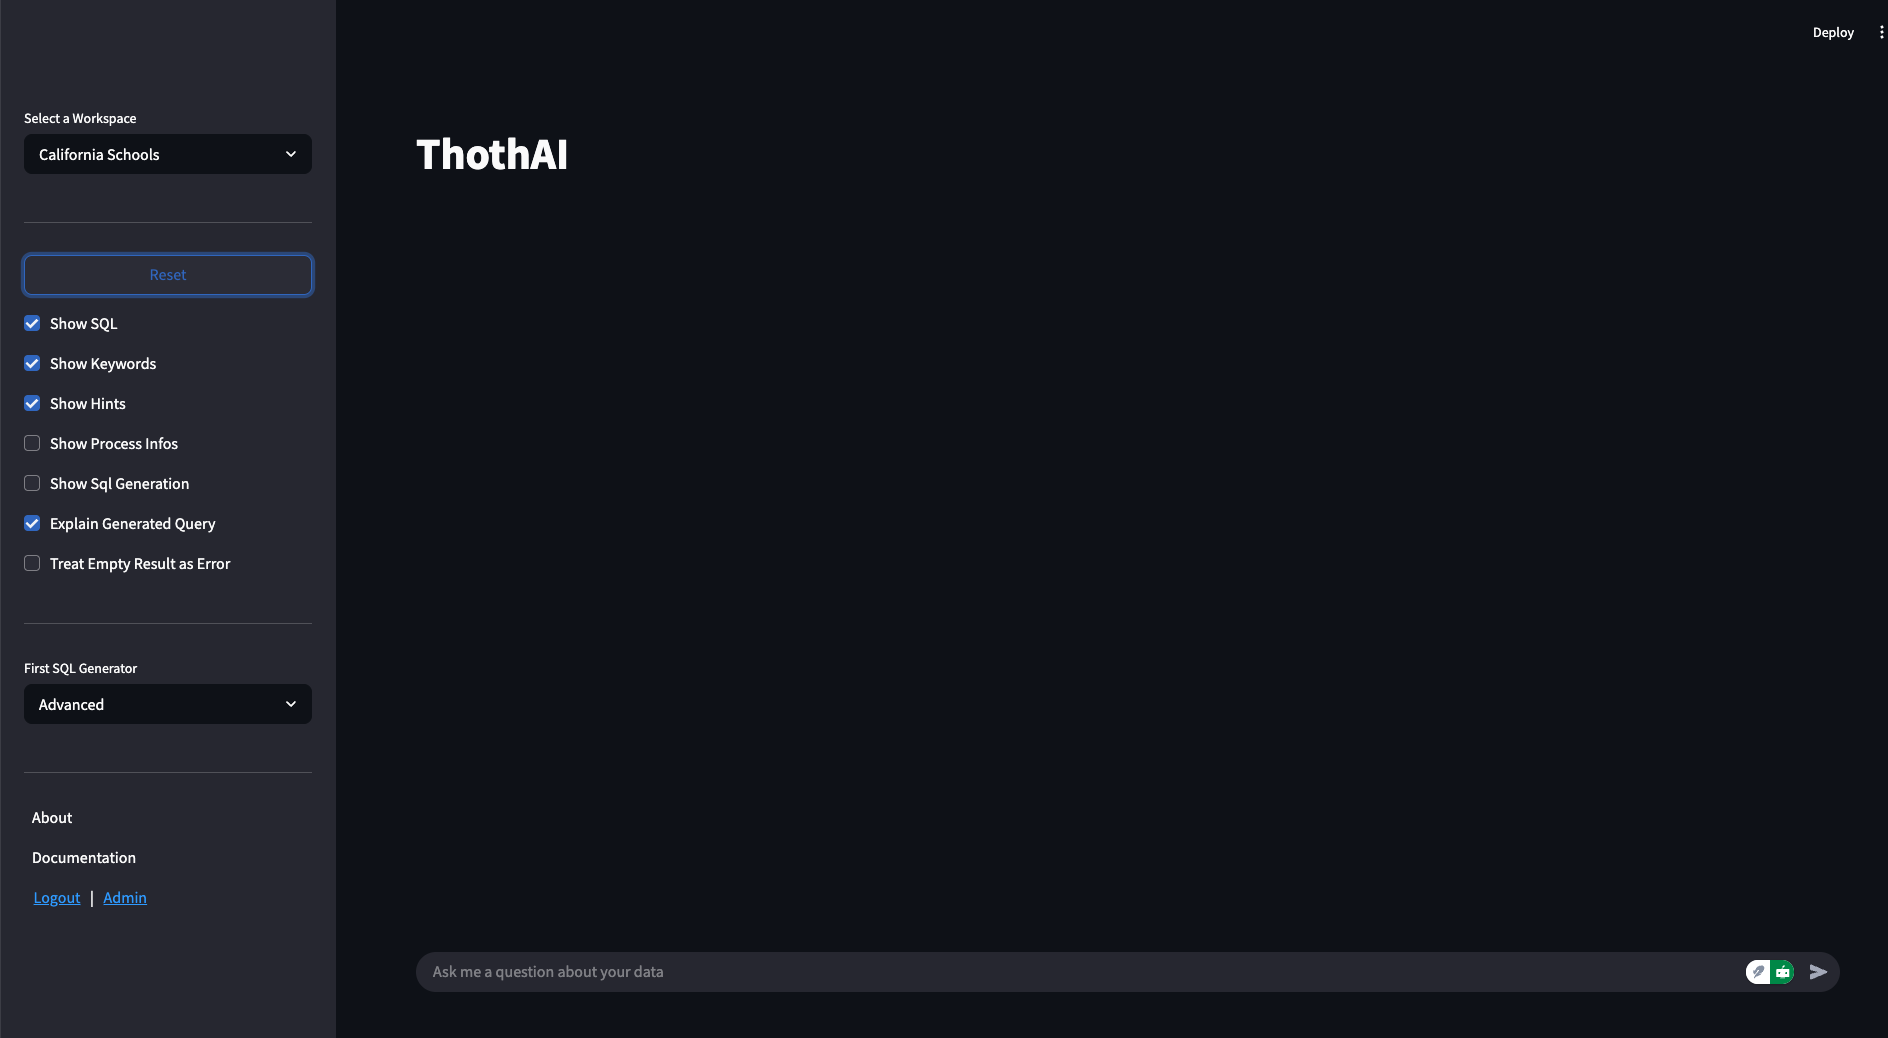 Deploy
Select a Workspace
California Schools
ThothAI
Reset
Show SQL
Show Keywords
Show Hints
Show Process Infos
Show Sql Generation
Explain Generated Query
Treat Empty Result as Error
First SQL Generator
Advanced
About
Documentation
Logout | Admin
Ask me a question about your data